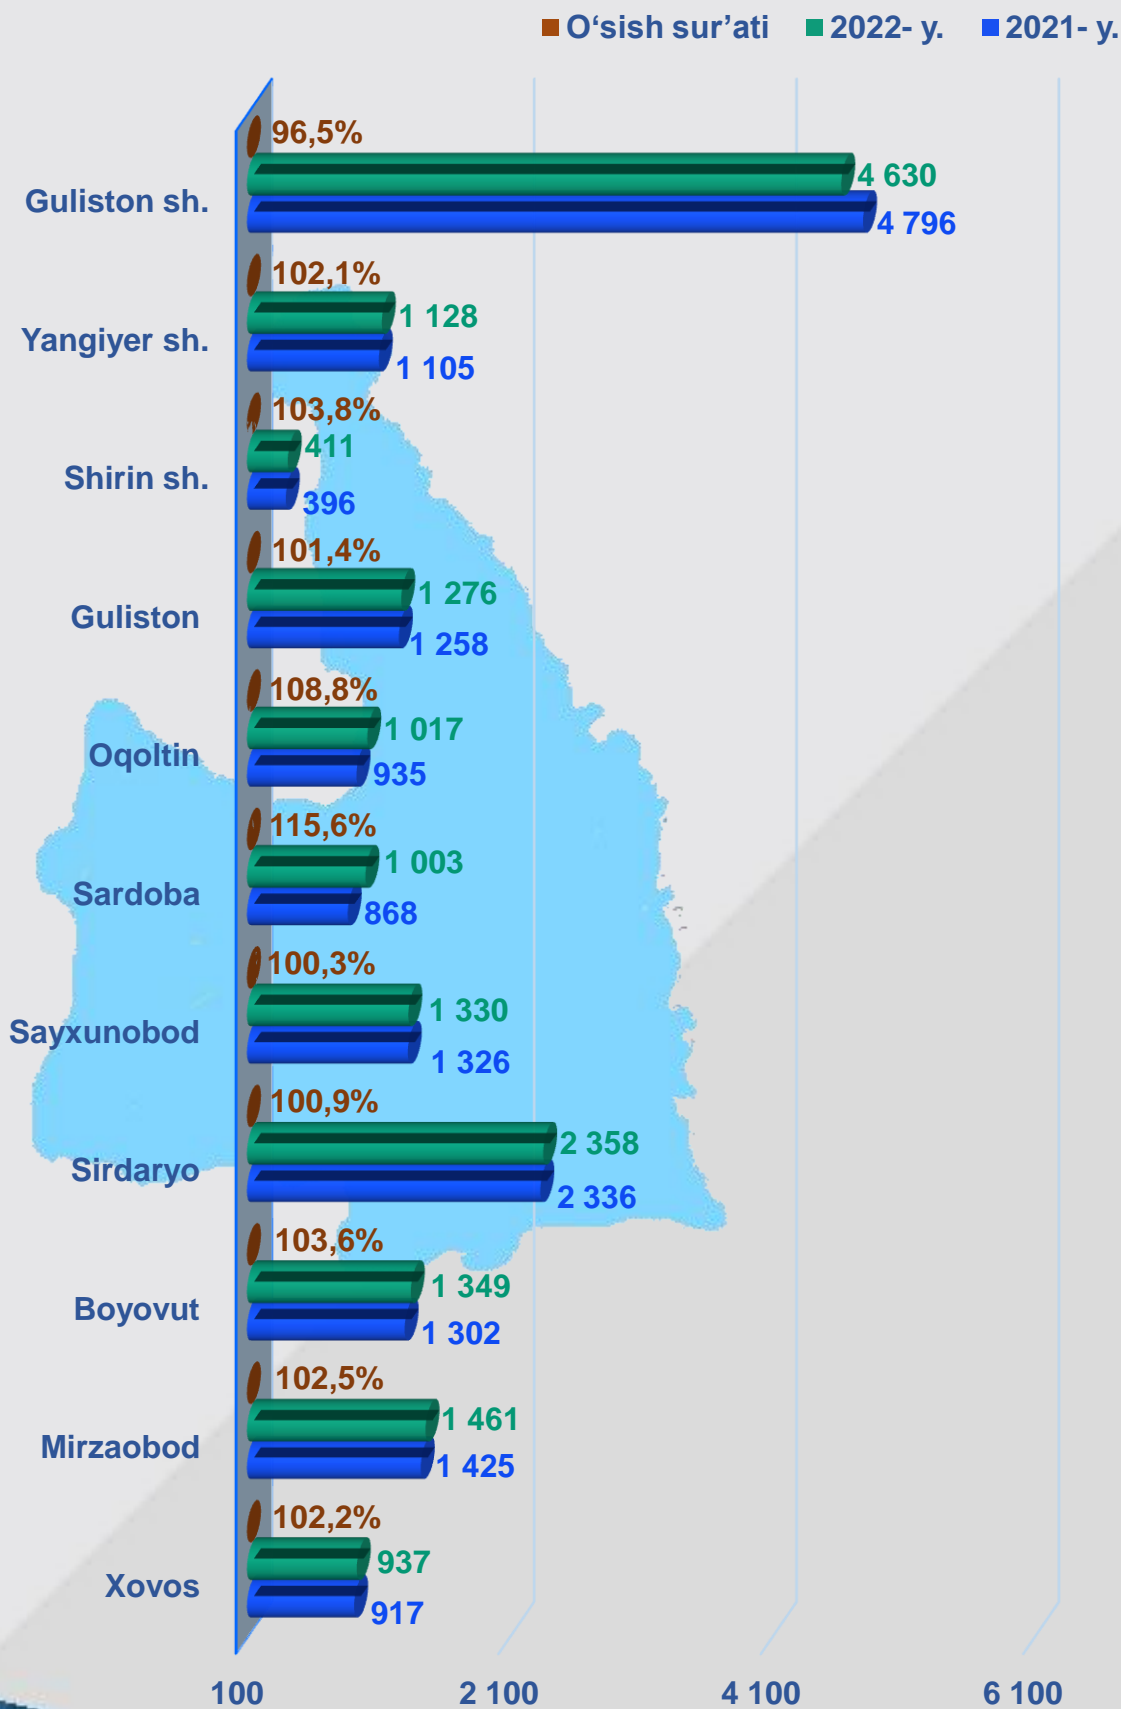 O‘sish sur’ati 2022- y. 2021- y.
96,5%
4 630
Guliston sh.
4 796
102,1%
1 128
Yangiyer sh.
1 105
103,8%
411
Shirin sh.
396
101,4%
1 276
Guliston
1 258
108,8%
1 017
Oqoltin
935
115,6%
1 003
Sardoba
868
100,3%
1 330
Sayxunobod
1 326
100,9%
2 358
Sirdaryo
2 336
103,6%
1 349
Boyovut
1 302
102,5%
1 461
Mirzaobod
1 425
102,2%
937
Xovos
917
100 2 100 4 100 6 100